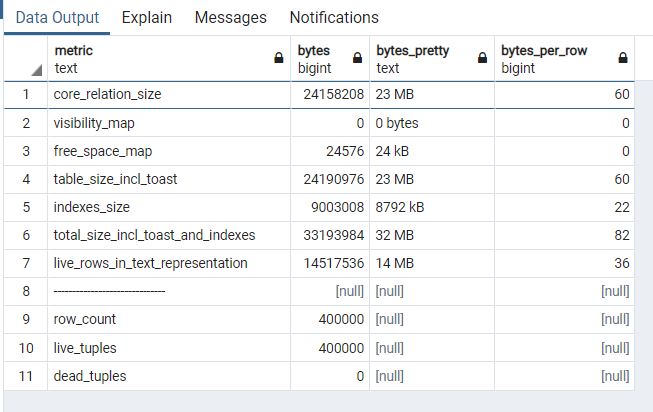 Data Output Explain Messages Notifications
metric bytes bytes_pretty bytes_per_row
text bigint text bigint
1 core_relation_size 24158208 23 MB 60
2 visibility_map 0 0 bytes 0
3 free_space_map 24576 24 kB 0
4 table_size_incl_toast 24190976 23 MB 60
5 indexes_size 9003008 8792 kB 22
6 total_size_incl_toast_and_indexes 33193984 32 MB 82
7 live_rows_in_text_representation 14517536 14 MB 36
8 ------------------------------ [null] [null] [null]
9 row_count 400000 [null] [null]
10 live_tuples 400000 [null] [null]
11 dead_tuples 0 [null] [null]